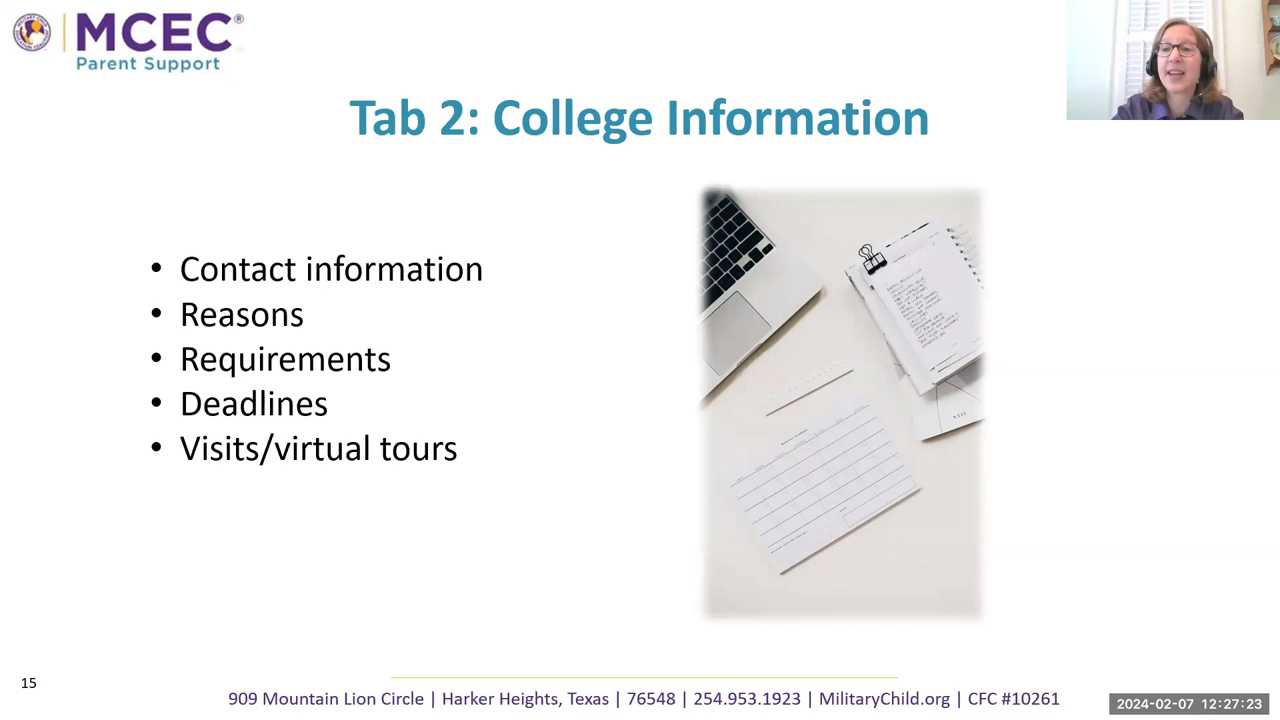 MCEC®
Parent Support
Tab 2: College Information
• Contact information
• Reasons
• Requirements
• Deadlines
• Visits/virtual tours
15
909 Mountain Lion Circle | Harker Heights, Texas | 76548 | 254.953.1923 | MilitaryChild.org | CFC #10261
2024-02-07 12:27:23